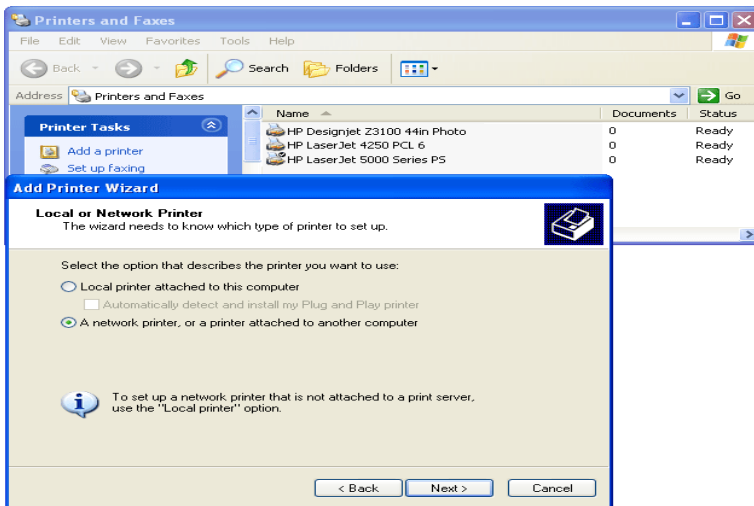 Printers and Faxes
File Edit View Favorites Tools Help
Back Search Folders
Address Printers and Faxes Go
Printer Tasks
Add a printer
Set up faxing
Name Documents Status
HP Designjet Z3100 44in Photo 0 Ready
HP LaserJet 4250 PCL 6 0 Ready
HP LaserJet 5000 Series PS 0 Ready
Add Printer Wizard
Local or Network Printer
The wizard needs to know which type of printer to set up.
Select the option that describes the printer you want to use:
Local printer attached to this computer
Automatically detect and install my Plug and Play printer
A network printer, or a printer attached to another computer
To set up a network printer that is not attached to a print server,
use the "Local printer" option.
< Back Next > Cancel